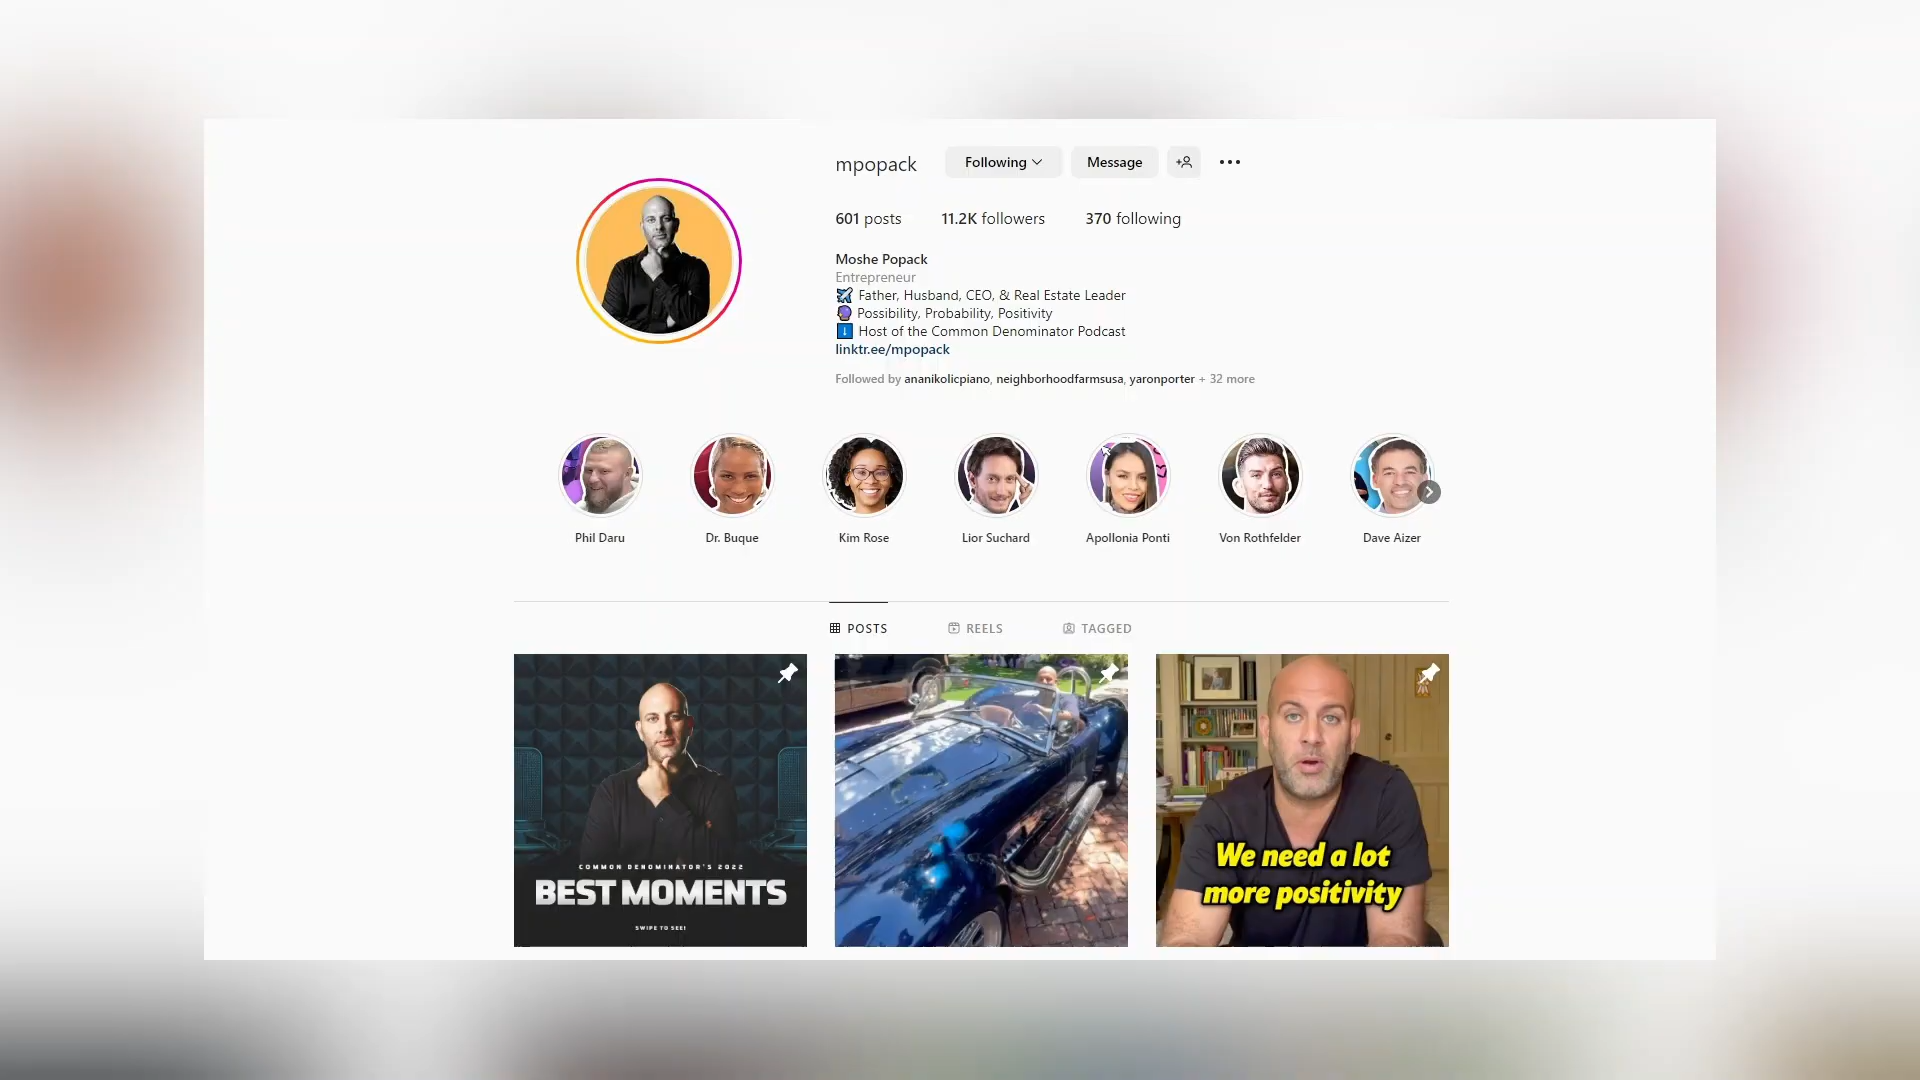 mpopack Following Message
601 posts 11.2K followers 370 following
Moshe Popack
Entrepreneur
Father, Husband, CEO, & Real Estate Leader
Possibility, Probability, Positivity
Host of the Common Denominator Podcast
linktr.ee/mpopack
Followed by ananikolicpiano, neighborhoodfarmsusa, yaronporter + 32 more
Phil Daru Dr. Buque Kim Rose Lior Suchard Apollonia Ponti Von Rothfelder Dave Aizer
POSTS REELS TAGGED
COMMON DENOMINATOR'S 2022
BEST MOMENTS
SWIPE TO SEE!
We need a lot
more positivity